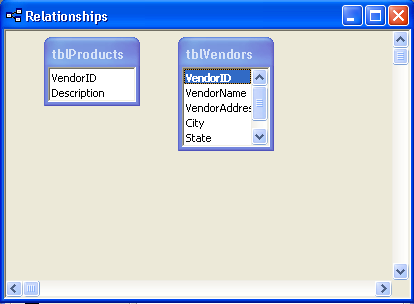 Relationships
tblProducts
VendorID
Description
tblVendors
VendorID
VendorName
VendorAddres
City
State